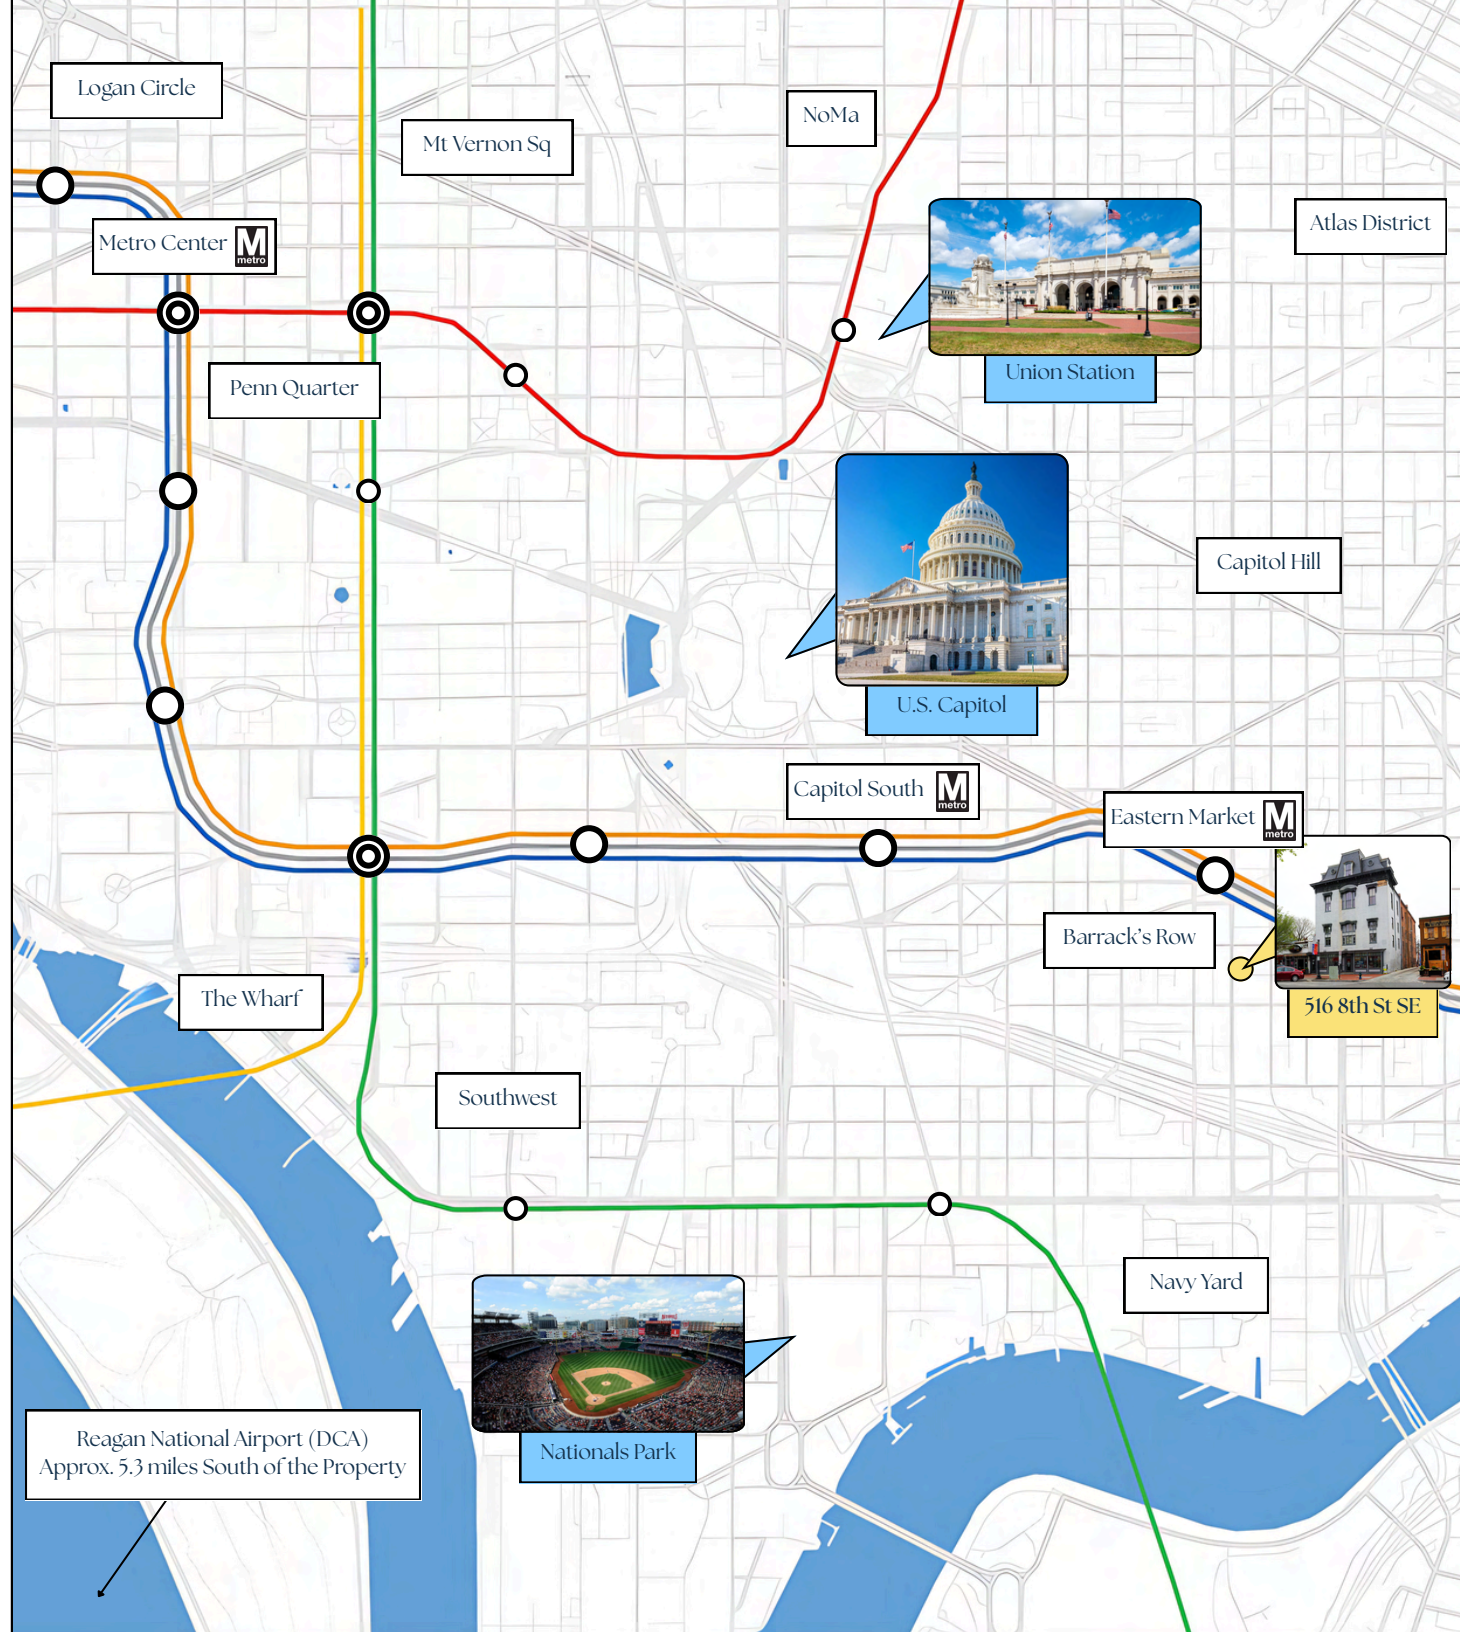 Logan Circle
NoMa
Mt Vernon Sq
Atlas District
Metro Center
M
metro
Union Station
Penn Quarter
Capitol Hill
U.S. Capitol
Capitol South
M
metro
Eastern Market
M
metro
Barrack's Row
The Wharf
516 8th St SE
Southwest
Navy Yard
Nationals Park
Reagan National Airport (DCA)
Approx. 5.3 miles South of the Property